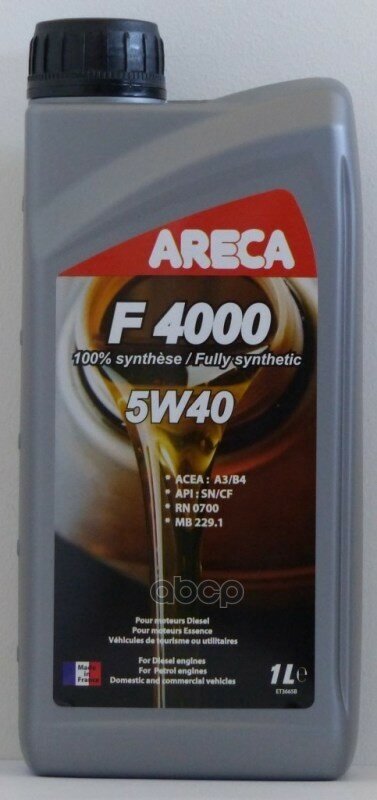 ARECA
F 4000
100% synthèse / Fully synthetic
5W40
• ACEA : A3/B4
• API : SN/CF
• RN 0700
• MB 229.1
abcp
Pour moteurs Diesel
Pour moteurs Essence
Véhicules de tourisme ou utilitaires
Made
in
France
For Diesel engines
For Petrol engines
Domestic and commercial vehicles
1L e
ET3665B